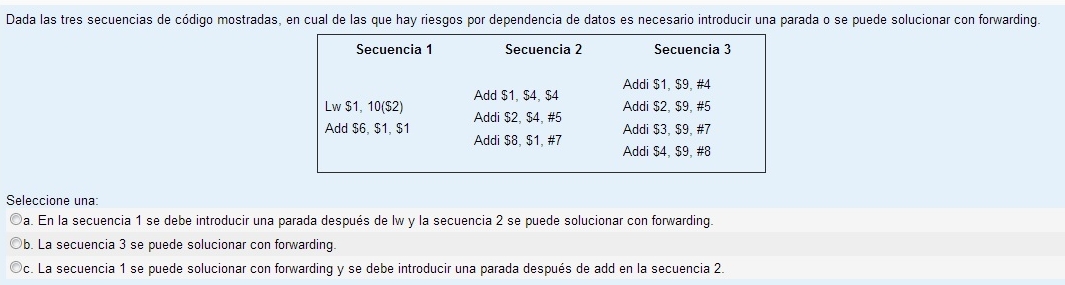 Dada las tres secuencias de código mostradas, en cual de las que hay riesgos por dependencia de datos es necesario introducir una parada o se puede solucionar con forwarding.
Secuencia 1
Lw $1, 10($2)
Add $6, $1, $1
Secuencia 2
Add $1, $4, $4
Addi $2, $4, #5
Addi $8, $1, #7
Secuencia 3
Addi $1, $9, #4
Addi $2, $9, #5
Addi $3, $9, #7
Addi $4, $9, #8
Seleccione una:
a. En la secuencia 1 se debe introducir una parada después de lw y la secuencia 2 se puede solucionar con forwarding.
b. La secuencia 3 se puede solucionar con forwarding.
c. La secuencia 1 se puede solucionar con forwarding y se debe introducir una parada después de add en la secuencia 2.